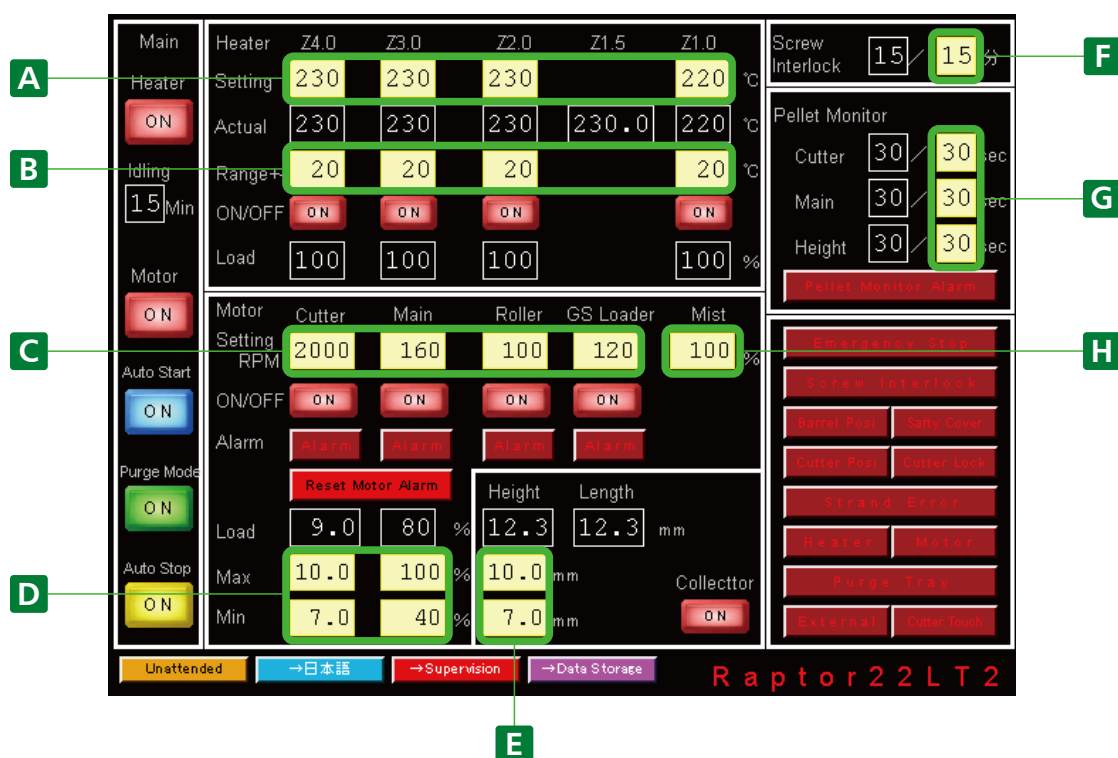 Main
Heater
ON
Idling
15 Min
Motor
ON
Auto Start
ON
Purge Mode
ON
Auto Stop
ON
Heater Z4.0 Z3.0 Z2.0 Z1.5 Z1.0
A Setting 230 230 230 220 ℃
Actual 230 230 230 230.0 220 ℃
B Range+ 20 20 20 20 ℃
ON/OFF ON ON ON ON
Load 100 100 100 100 %
Motor Cutter Main Roller GS Loader Mist
C Setting RPM 2000 160 100 120 100 % H
ON/OFF ON ON ON ON
Alarm Alarm Alarm Alarm Alarm
Reset Motor Alarm
Load 9.0 80 %
D Max 10.0 100 %
Min 7.0 40 %
Height Length
12.3 12.3 mm
10.0 mm
7.0 mm
E
Collecttor
ON
Screw
Interlock 15 / 15 分 F
Pellet Monitor
Cutter 30 / 30 sec
Main 30 / 30 sec G
Height 30 / 30 sec
Pellet Monitor Alarm
Emergency Stop
Screw Interlock
Barrel Posi Safty Cover
Cutter Posi Cutter Lock
Strand Error
Heater Motor
Purge Tray
External Cutter Touch
Unattended →日本語 →Supervision →Data Storage Raptor22LT2